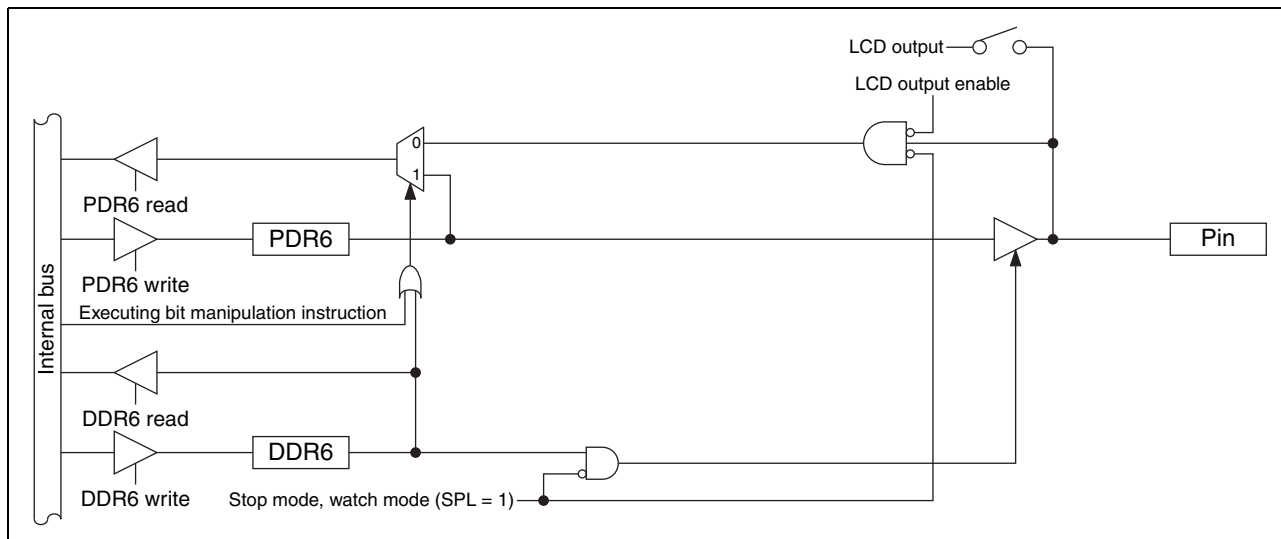 LCD output
LCD output enable
0
1
PDR6 read
PDR6
Pin
PDR6 write
Executing bit manipulation instruction
Internal bus
DDR6 read
DDR6
DDR6 write
Stop mode, watch mode (SPL = 1)